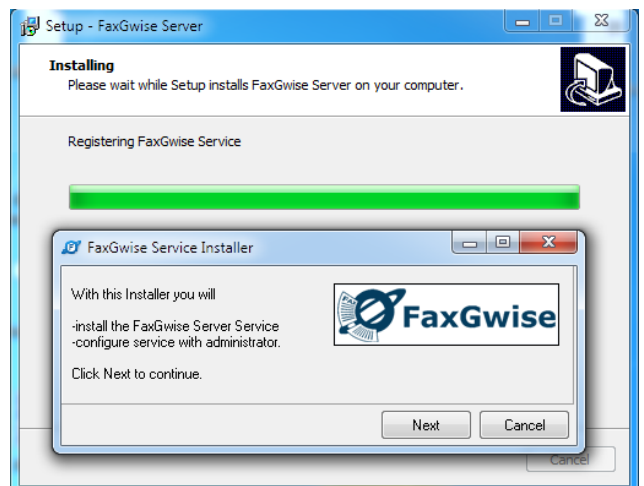 Setup - FaxGwise Server
Installing
Please wait while Setup installs FaxGwise Server on your computer.
Registering FaxGwise Service
FaxGwise Service Installer
With this Installer you will
-install the FaxGwise Server Service
-configure service with administrator.
Click Next to continue.
FaxGwise
Next
Cancel
Cancel